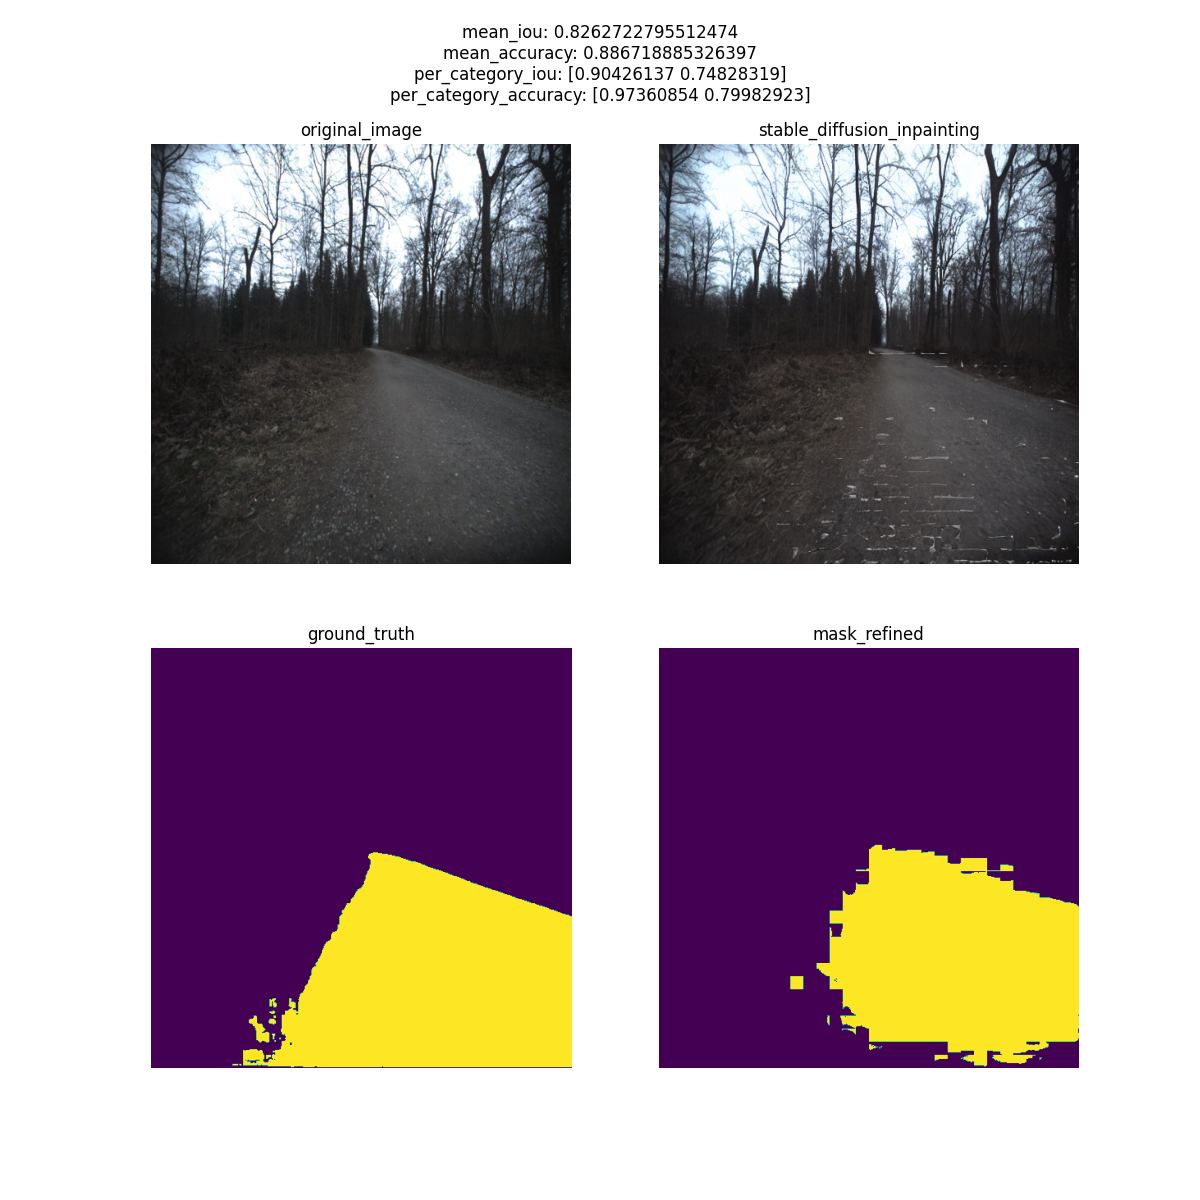 mean_iou: 0.8262722795512474
mean_accuracy: 0.886718885326397
per_category_iou: [0.90426137 0.74828319]
per_category_accuracy: [0.97360854 0.79982923]
original_image
stable_diffusion_inpainting
ground_truth
mask_refined